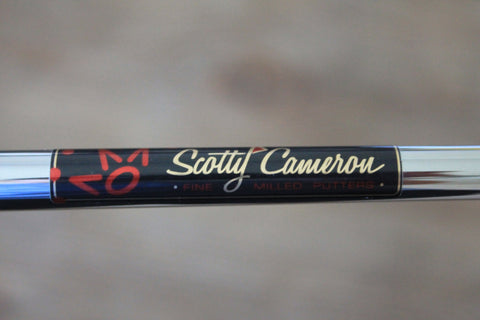 Scotty Cameron
· FINE MILLED PUTTERS ·